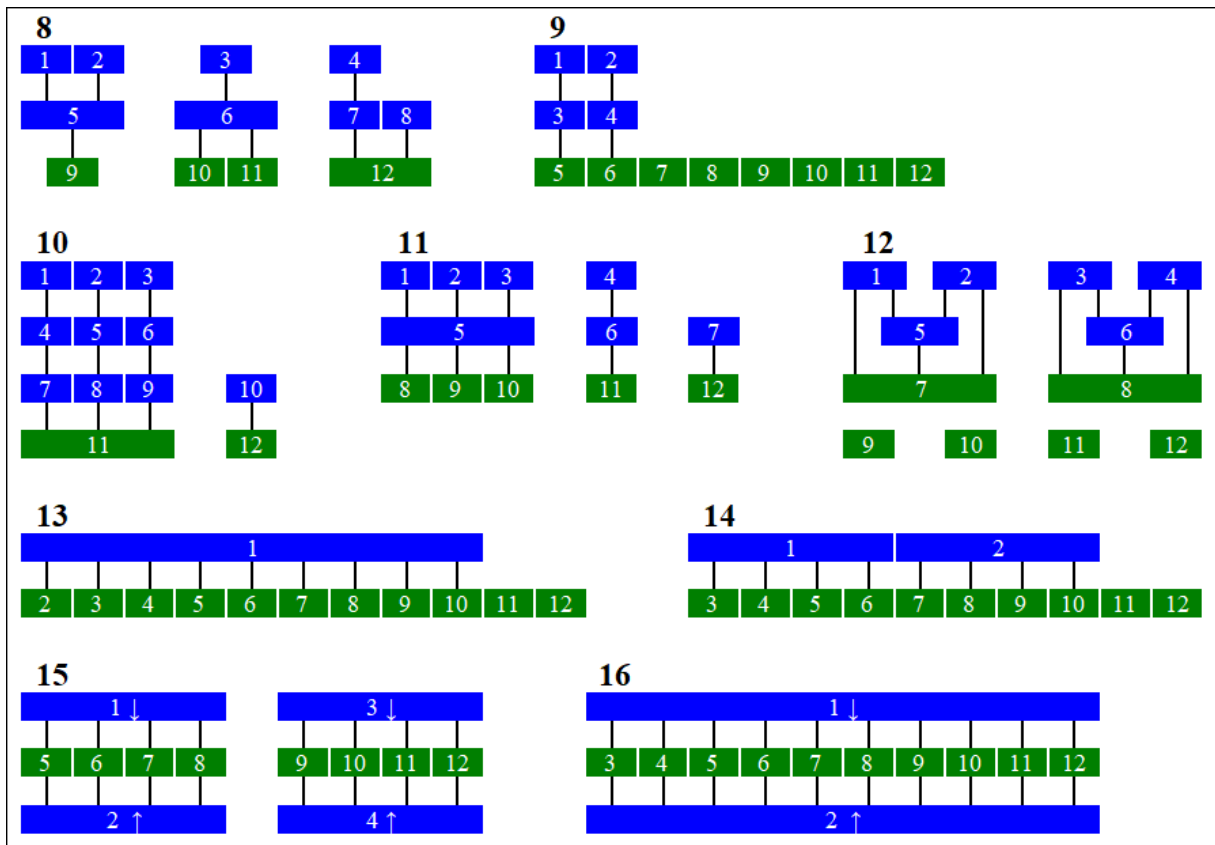 8 9
1 2 3 4 1 2
5 6 7 8 3 4
9 10 11 12 5 6 7 8 9 10 11 12
10 11 12
1 2 3 1 2 3 4 1 2 3 4
4 5 6 5 6 7 5 6
7 8 9 10 8 9 10 11 12 7 8
11 12 9 10 11 12
13 14
1 1 2
2 3 4 5 6 7 8 9 10 11 12 3 4 5 6 7 8 9 10 11 12
15 16
1 ↓ 3 ↓ 1 ↓
5 6 7 8 9 10 11 12 3 4 5 6 7 8 9 10 11 12
2 ↑ 4 ↑ 2 ↑